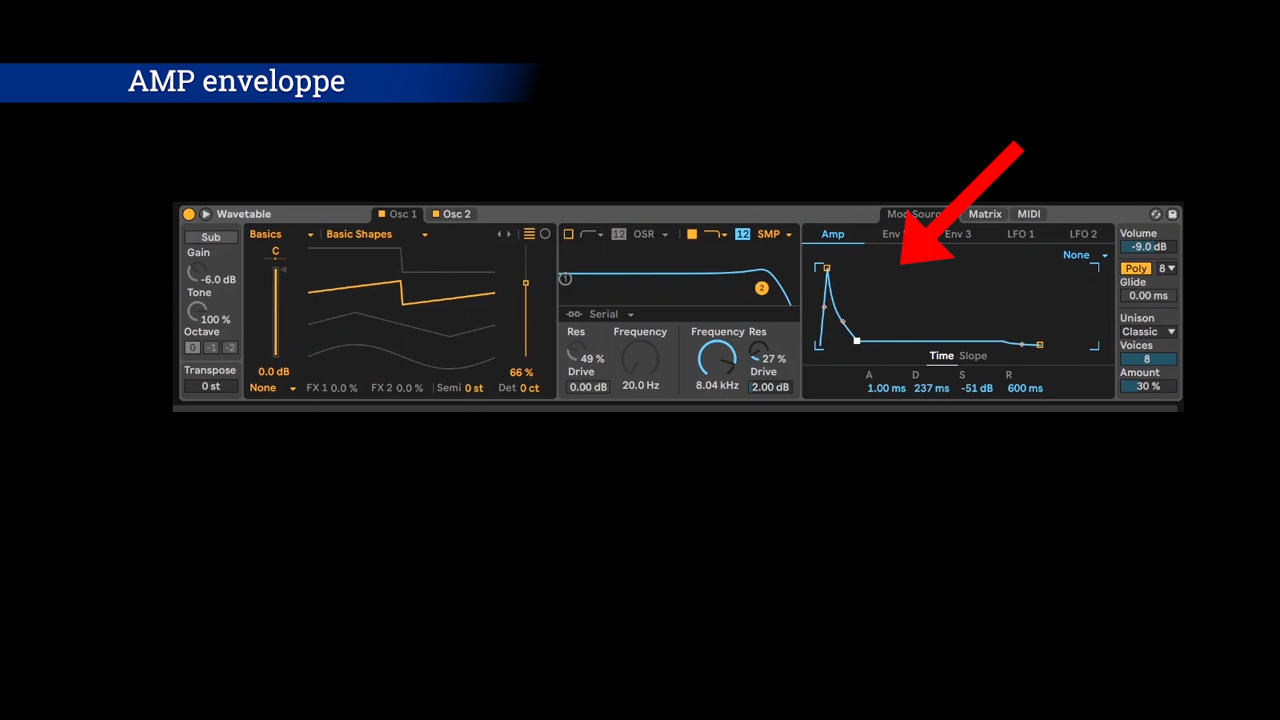 AMP enveloppe
Wavetable
Osc 1
Osc 2
Matrix
MIDI
Sub
Gain
-6.0 dB
Tone
100 %
Octave
0 -1 -2
Transpose
0 st
Basics
Basic Shapes
C
0.0 dB
66 %
None
FX 1 0.0 %
FX 2 0.0 %
Semi 0 st
Det 0 ct
12
OSR
12
SMP
1
2
Serial
Res
49 %
Drive
0.00 dB
Frequency
20.0 Hz
Frequency
8.04 kHz
Res
27 %
Drive
2.00 dB
Amp
Env 3
LFO 1
LFO 2
None
Time Slope
A D S R
1.00 ms 237 ms -51 dB 600 ms
Volume
-9.0 dB
Poly 8
Glide
0.00 ms
Unison
Classic
Voices
8
Amount
30 %